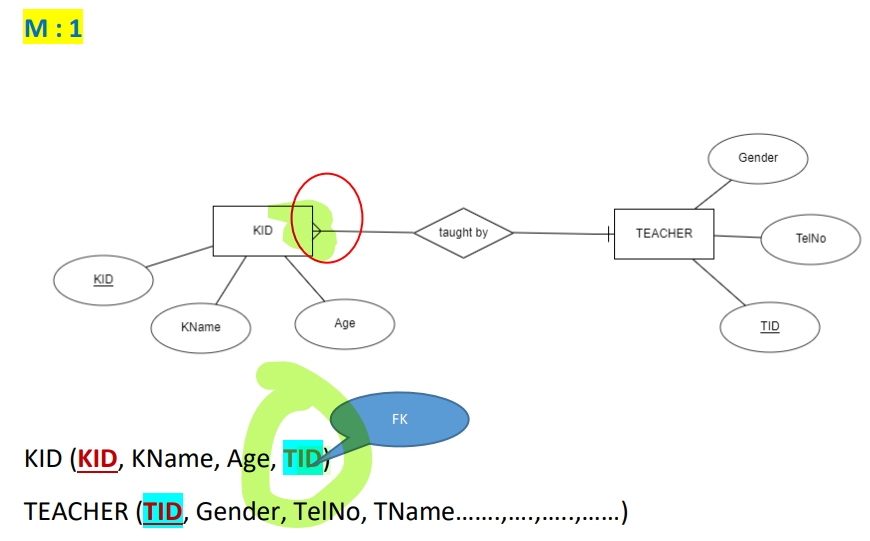 M : 1
Gender
KID
taught by
TEACHER
TelNo
KID
KName
Age
TID
FK
KID (KID, KName, Age, TID)
TEACHER (TID, Gender, TelNo, TName.......,....,.....,......)